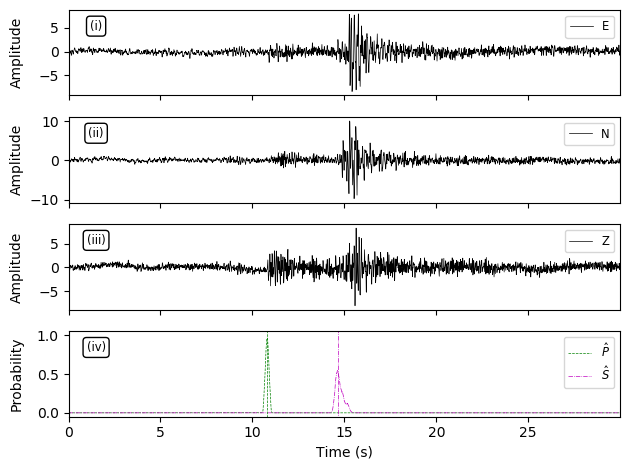 (i)
E
Amplitude
5
0
−5
(ii)
N
Amplitude
10
0
−10
(iii)
Z
Amplitude
5
0
−5
(iv)
P̂
Ŝ
Probability
1.0
0.5
0.0
0 5 10 15 20 25
Time (s)